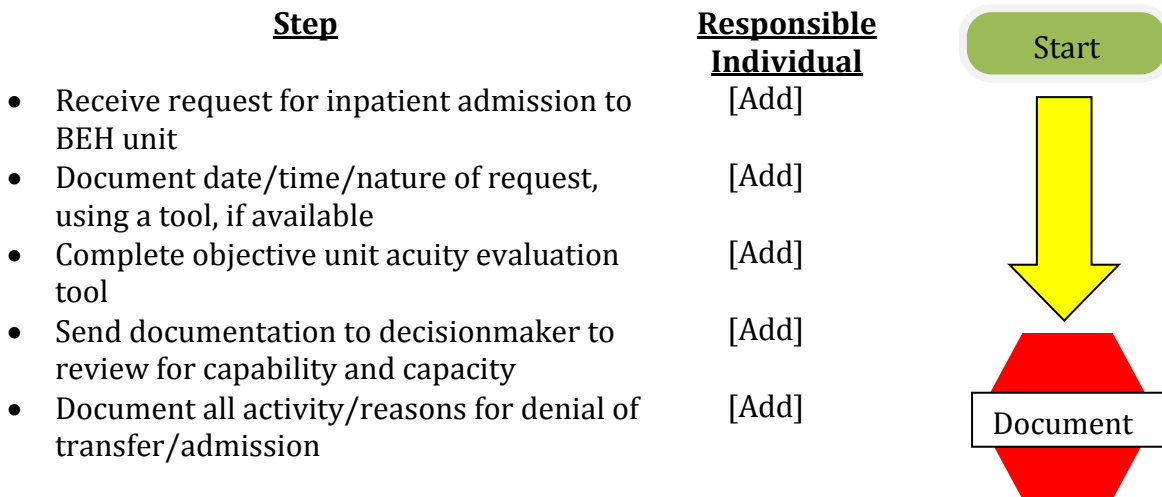 Step
Responsible
Individual
Start
• Receive request for inpatient admission to
BEH unit
[Add]
• Document date/time/nature of request,
using a tool, if available
[Add]
• Complete objective unit acuity evaluation
tool
[Add]
• Send documentation to decisionmaker to
review for capability and capacity
[Add]
• Document all activity/reasons for denial of
transfer/admission
[Add]
Document